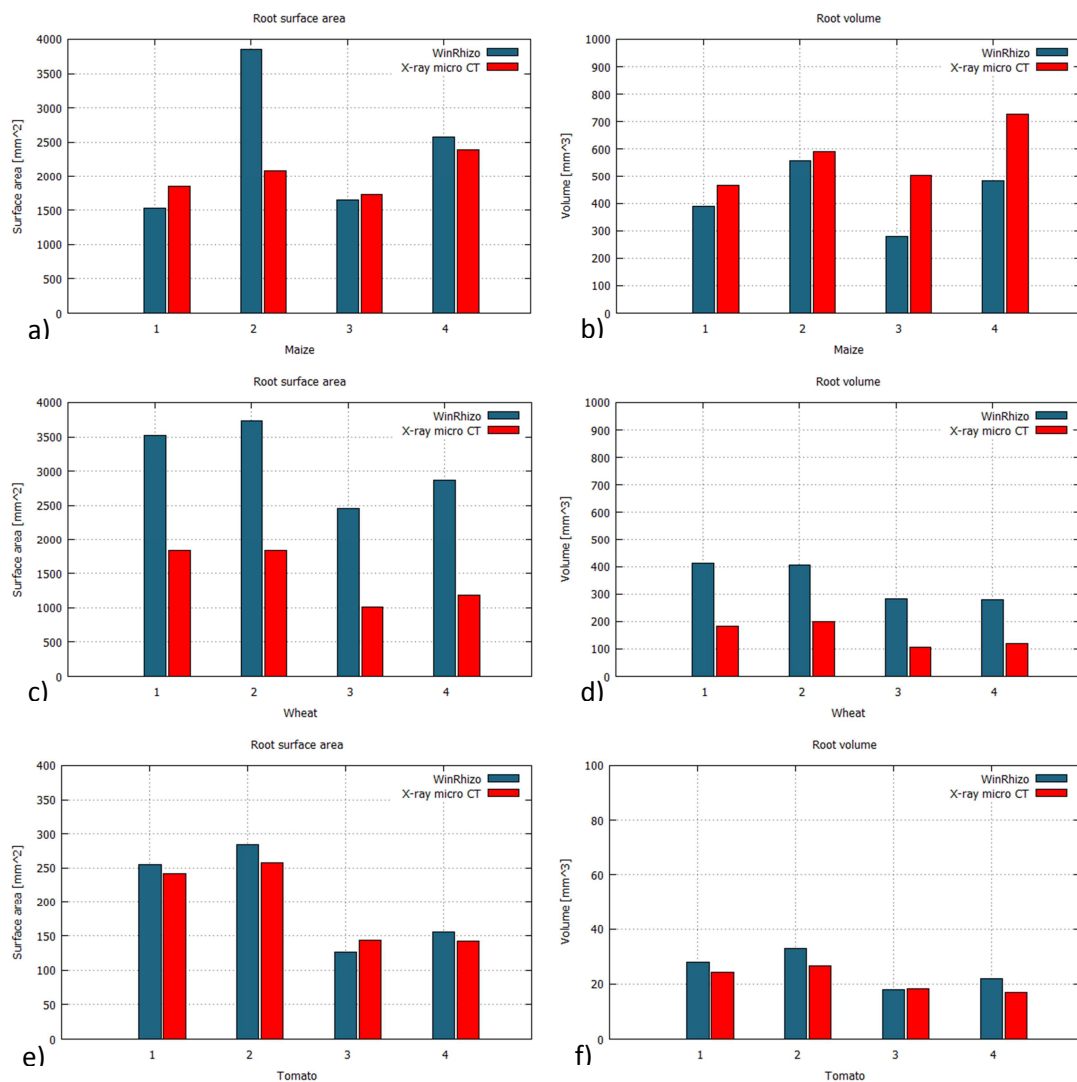 Root surface area
4000
3500
3000
2500
2000
1500
1000
500
0
Surface area [mm^2]
WinRhizo
X-ray micro CT
1 2 3 4
a)
Maize
Root volume
1000
900
800
700
600
500
400
300
200
100
0
Volume [mm^3]
WinRhizo
X-ray micro CT
1 2 3 4
b)
Maize
Root surface area
4000
3500
3000
2500
2000
1500
1000
500
0
Surface area [mm^2]
WinRhizo
X-ray micro CT
1 2 3 4
c)
Wheat
Root volume
1000
900
800
700
600
500
400
300
200
100
0
Volume [mm^3]
WinRhizo
X-ray micro CT
1 2 3 4
d)
Wheat
Root surface area
400
350
300
250
200
150
100
50
0
Surface area [mm^2]
WinRhizo
X-ray micro CT
1 2 3 4
e)
Tomato
Root volume
100
80
60
40
20
0
Volume [mm^3]
WinRhizo
X-ray micro CT
1 2 3 4
f)
Tomato